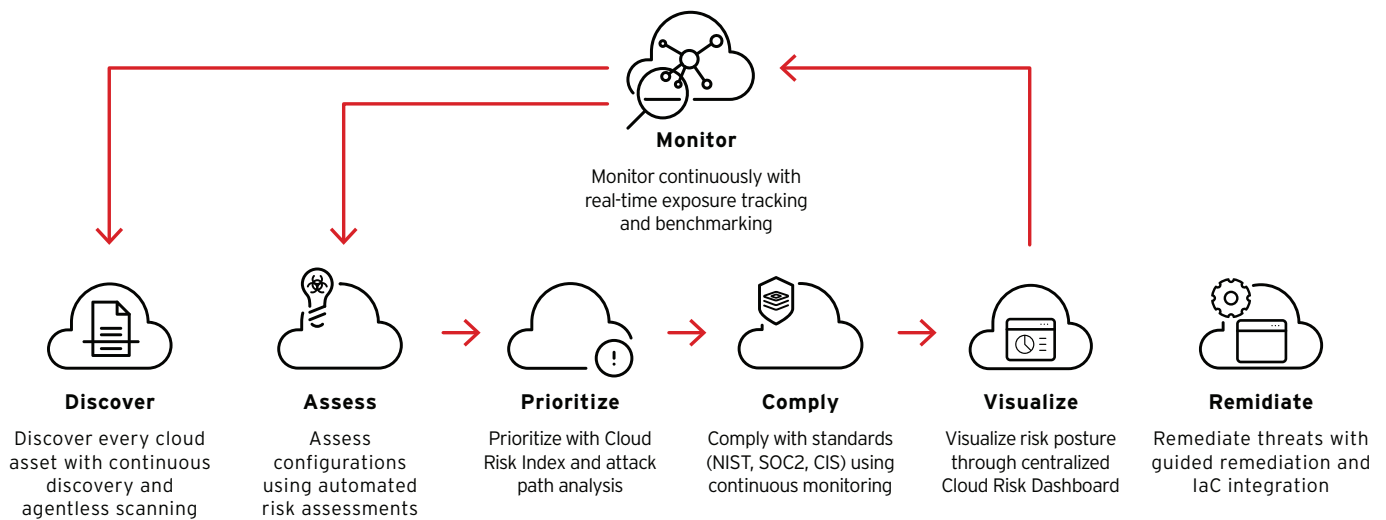 Monitor
Monitor continuously with
real-time exposure tracking
and benchmarking
Discover
Discover every cloud
asset with continuous
discovery and
agentless scanning
Assess
Assess
configurations
using automated
risk assessments
Prioritize
Prioritize with Cloud
Risk Index and attack
path analysis
Comply
Comply with standards
(NIST, SOC2, CIS) using
continuous monitoring
Visualize
Visualize risk posture
through centralized
Cloud Risk Dashboard
Remidiate
Remediate threats with
guided remediation and
IaC integration